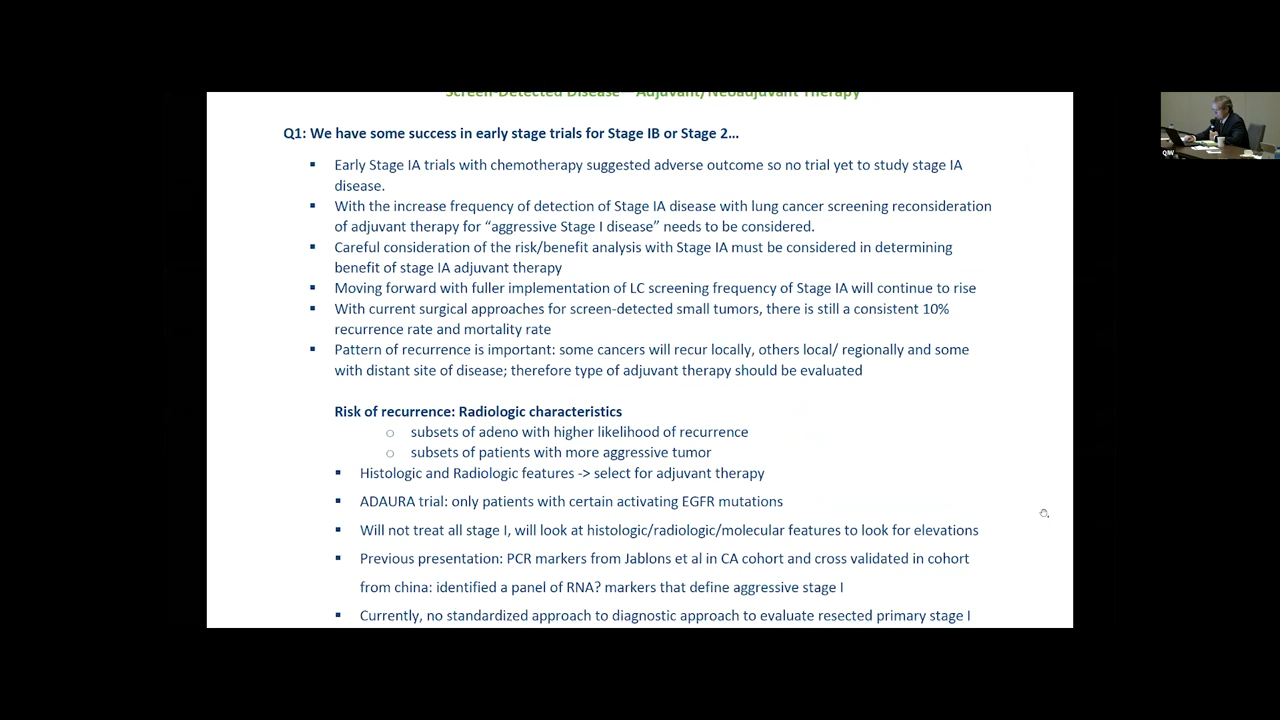 Screen-Detected Disease – Adjuvant/Neoadjuvant Therapy
Q1: We have some success in early stage trials for Stage IB or Stage 2…
▪ Early Stage IA trials with chemotherapy suggested adverse outcome so no trial yet to study stage IA
disease.
▪ With the increase frequency of detection of Stage IA disease with lung cancer screening reconsideration
of adjuvant therapy for “aggressive Stage I disease” needs to be considered.
▪ Careful consideration of the risk/benefit analysis with Stage IA must be considered in determining
benefit of stage IA adjuvant therapy
▪ Moving forward with fuller implementation of LC screening frequency of Stage IA will continue to rise
▪ With current surgical approaches for screen-detected small tumors, there is still a consistent 10%
recurrence rate and mortality rate
▪ Pattern of recurrence is important: some cancers will recur locally, others local/ regionally and some
with distant site of disease; therefore type of adjuvant therapy should be evaluated
Risk of recurrence: Radiologic characteristics
○ subsets of adeno with higher likelihood of recurrence
○ subsets of patients with more aggressive tumor
▪ Histologic and Radiologic features -> select for adjuvant therapy
▪ ADAURA trial: only patients with certain activating EGFR mutations
▪ Will not treat all stage I, will look at histologic/radiologic/molecular features to look for elevations
▪ Previous presentation: PCR markers from Jablons et al in CA cohort and cross validated in cohort
from china: identified a panel of RNA? markers that define aggressive stage I
▪ Currently, no standardized approach to diagnostic approach to evaluate resected primary stage I